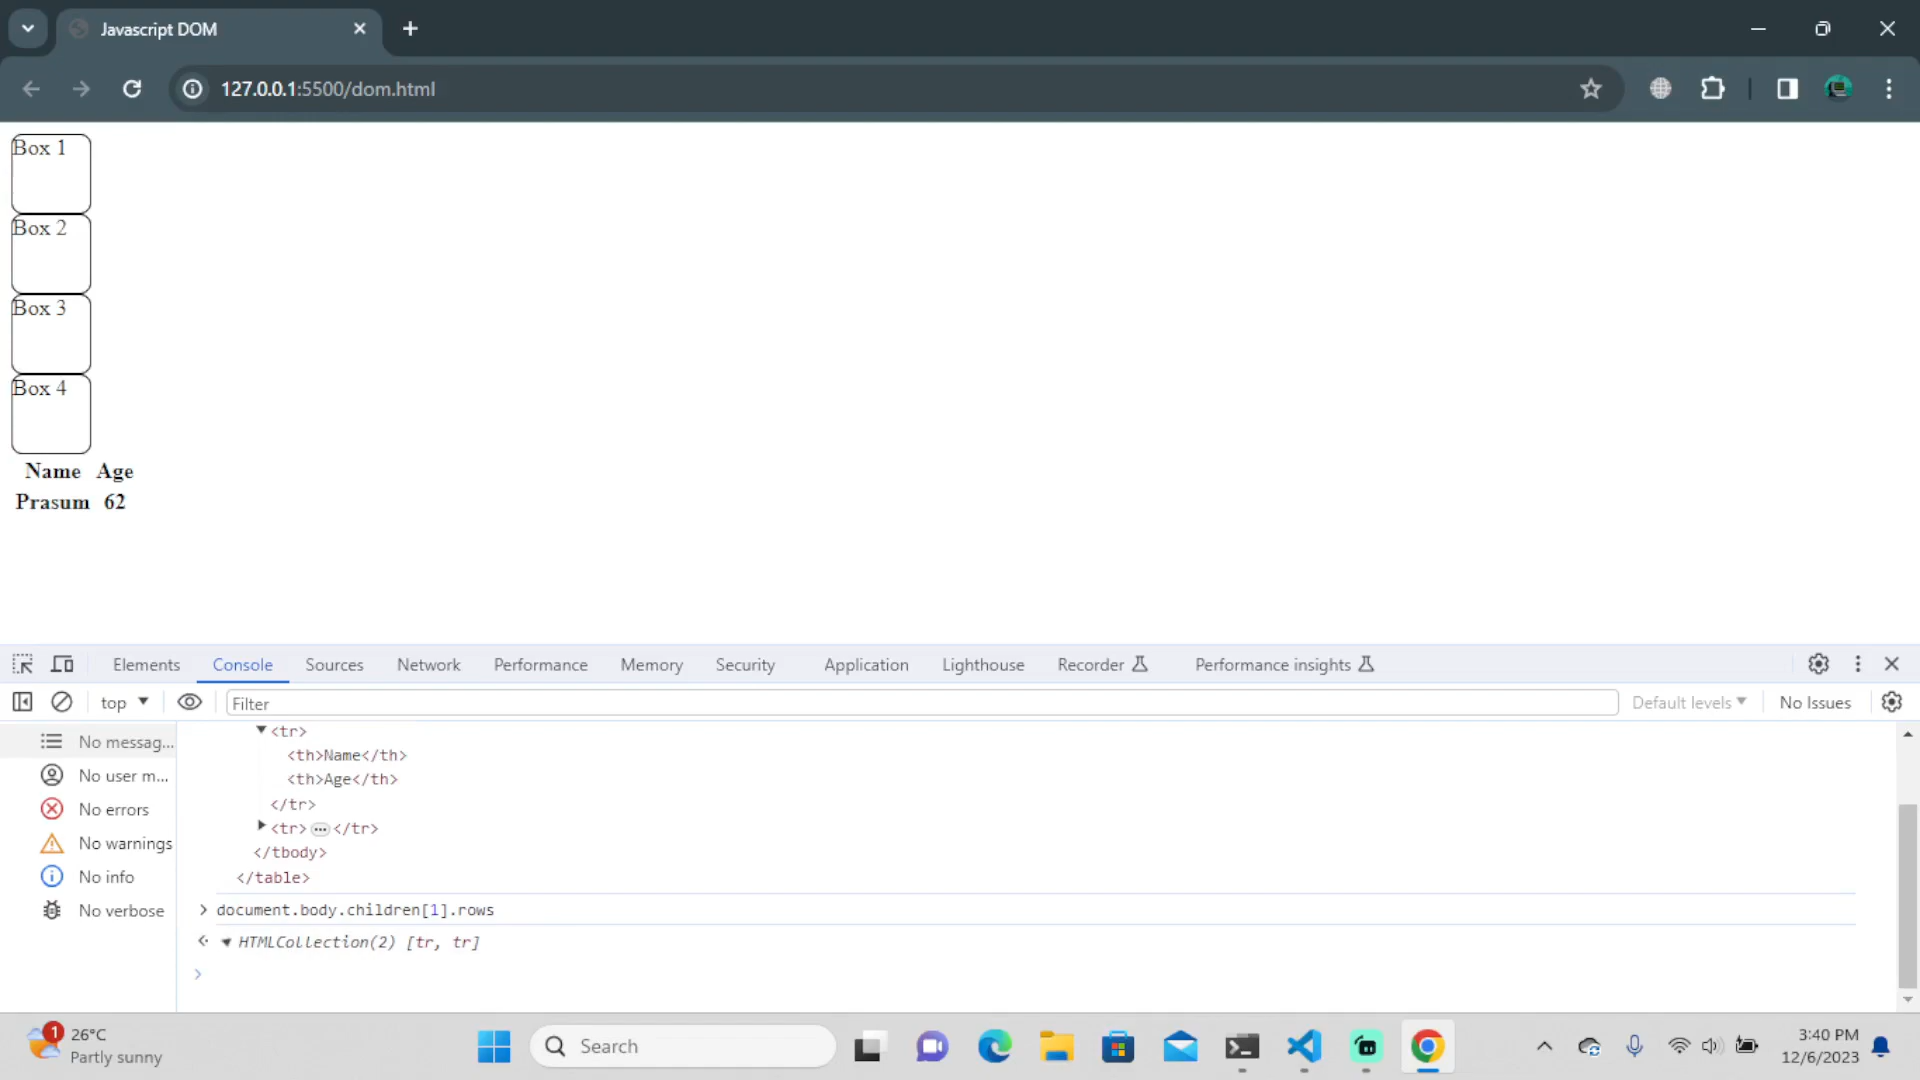 Javascript DOM
127.0.0.1:5500/dom.html
Box 1
Box 2
Box 3
Box 4
Name Age
Prasum 62
Elements Console Sources Network Performance Memory Security Application Lighthouse Recorder Performance insights
top Filter Default levels No Issues
No messag...
No user m...
No errors
No warnings
No info
No verbose
<tr>
<th>Name</th>
<th>Age</th>
</tr>
<tr>…</tr>
</tbody>
</table>
> document.body.children[1].rows
HTMLCollection(2) [tr, tr]
>
1
26°C
Partly sunny
Search
3:40 PM
12/6/2023